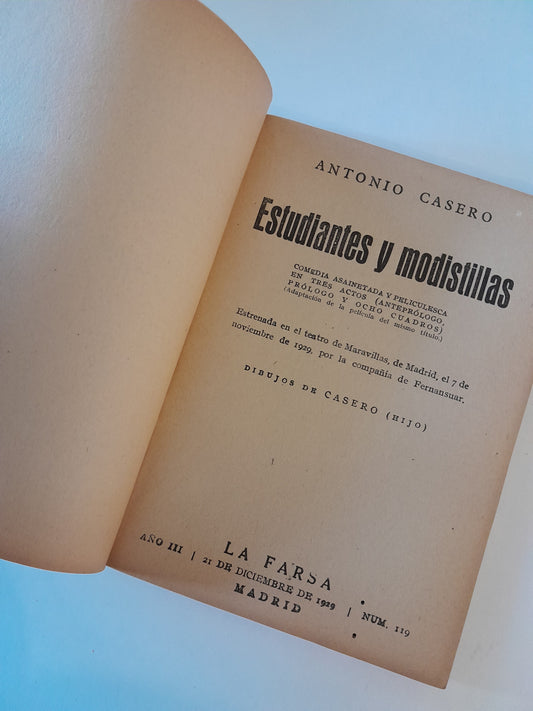 ANTONIO CASERO
Estudiantes y modistillas
COMEDIA ASAINETADA Y PELICULESCA
EN TRES ACTOS (ANTEPRÓLOGO,
PRÓLOGO Y OCHO CUADROS)
(Adaptación de la película del mismo título.)
Estrenada en el teatro de Maravillas, de Madrid, el 7 de
noviembre de 1929, por la compañía de Fernansuar.
DIBUJOS DE CASERO (HIJO)
LA FARSA
AÑO III | 21 DE DICIEMBRE DE 1929 | NUM. 119
MADRID